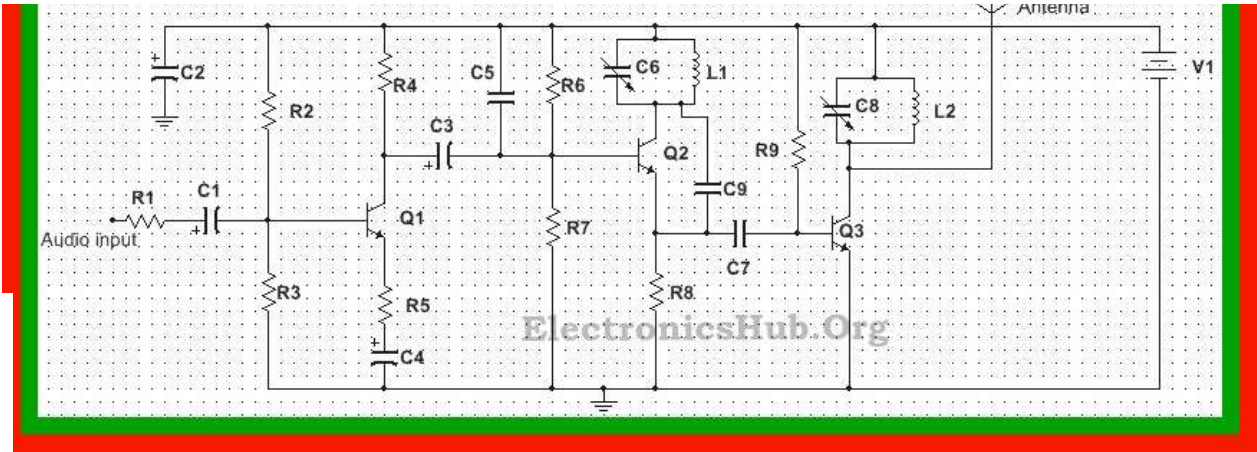 Antenna
C2
R2
R4
C5
R6
C6
L1
C8
L2
V1
C3
Q2
R9
R1
C1
Q1
R7
C9
Q3
Audio input
C7
R3
R5
R8
ElectronicsHub.Org
C4